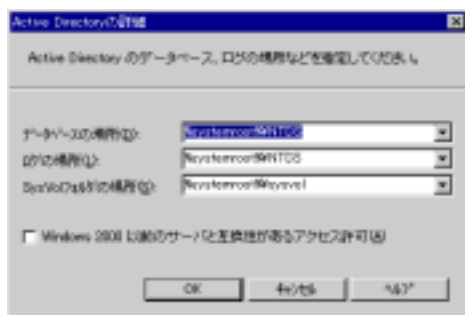 Active Directoryの詳細
Active Directory のデータベース、ログの場所などを指定してください。
データベースの場所(D):
%systemroot%¥NTDS
ログの場所(L):
%systemroot%¥NTDS
SysVolフォルダの場所(S):
%systemroot%¥sysvol
Windows 2000 以前のサーバと互換性があるアクセス許可(A)
OK
キャンセル
ヘルプ